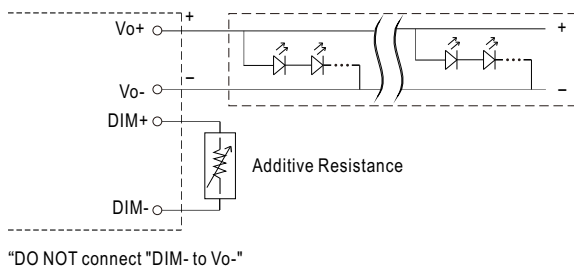 Vo+
+
+
Vo-
−
−
DIM+
Additive Resistance
DIM-
“DO NOT connect "DIM- to Vo-"